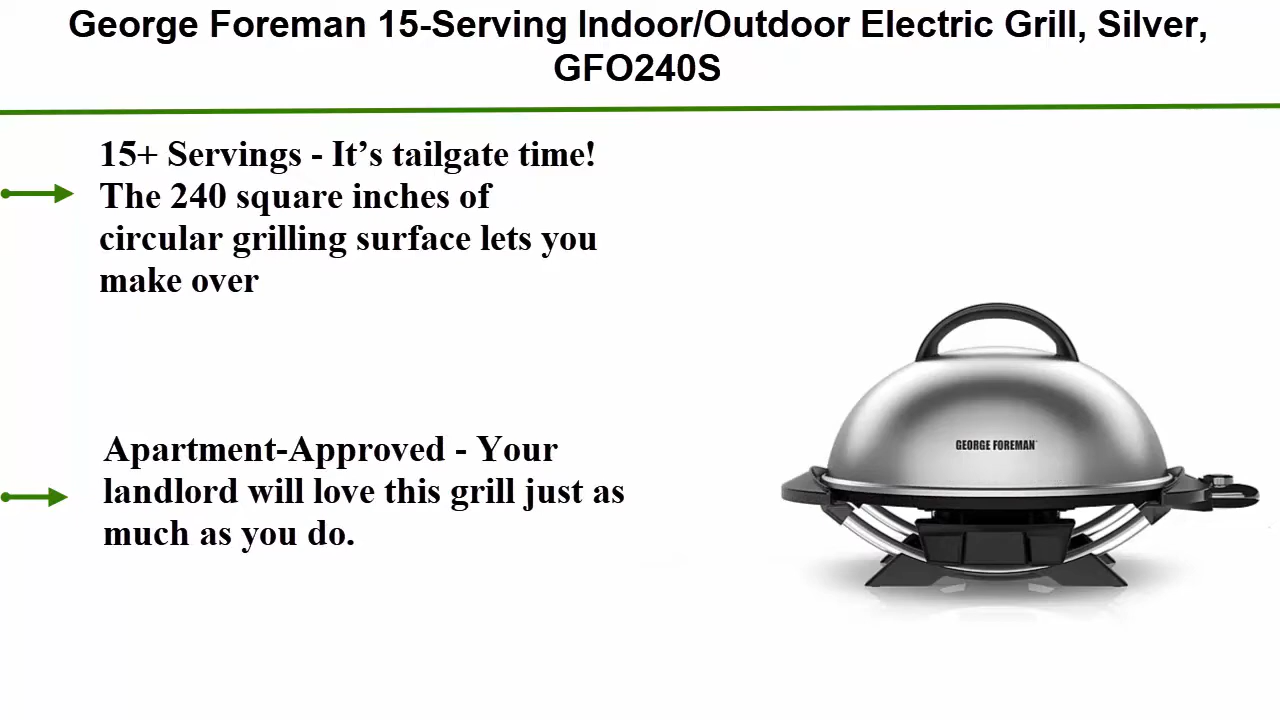 George Foreman 15-Serving Indoor/Outdoor Electric Grill, Silver,
GFO240S
15+ Servings - It’s tailgate time!
The 240 square inches of
circular grilling surface lets you
make over
Apartment-Approved - Your
landlord will love this grill just as
much as you do.
GEORGE FOREMAN